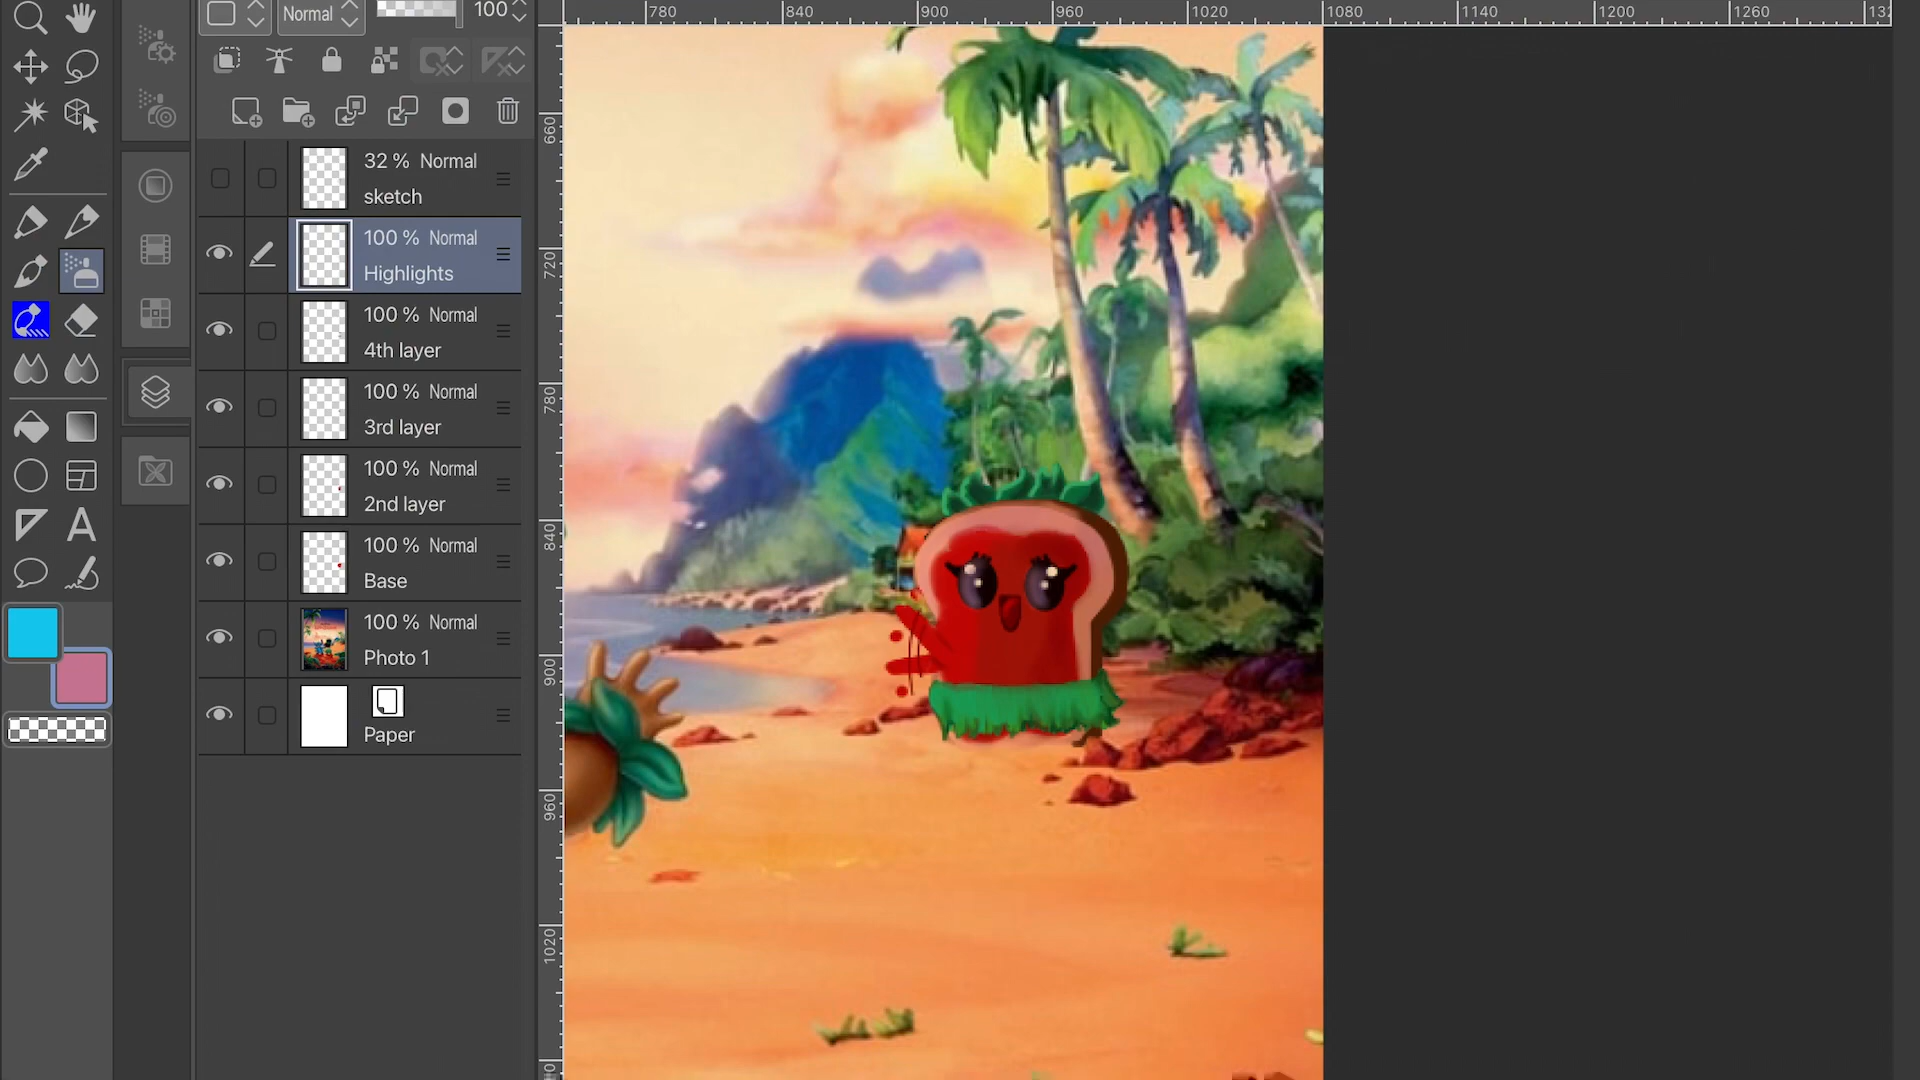 Normal
100
780 840 900 960 1020 1080 1140 1200 1260
32 % Normal
sketch
100 % Normal
Highlights
100 % Normal
4th layer
100 % Normal
3rd layer
100 % Normal
2nd layer
100 % Normal
Base
100 % Normal
Photo 1
Paper
A
660
720
780
840
900
960
1020